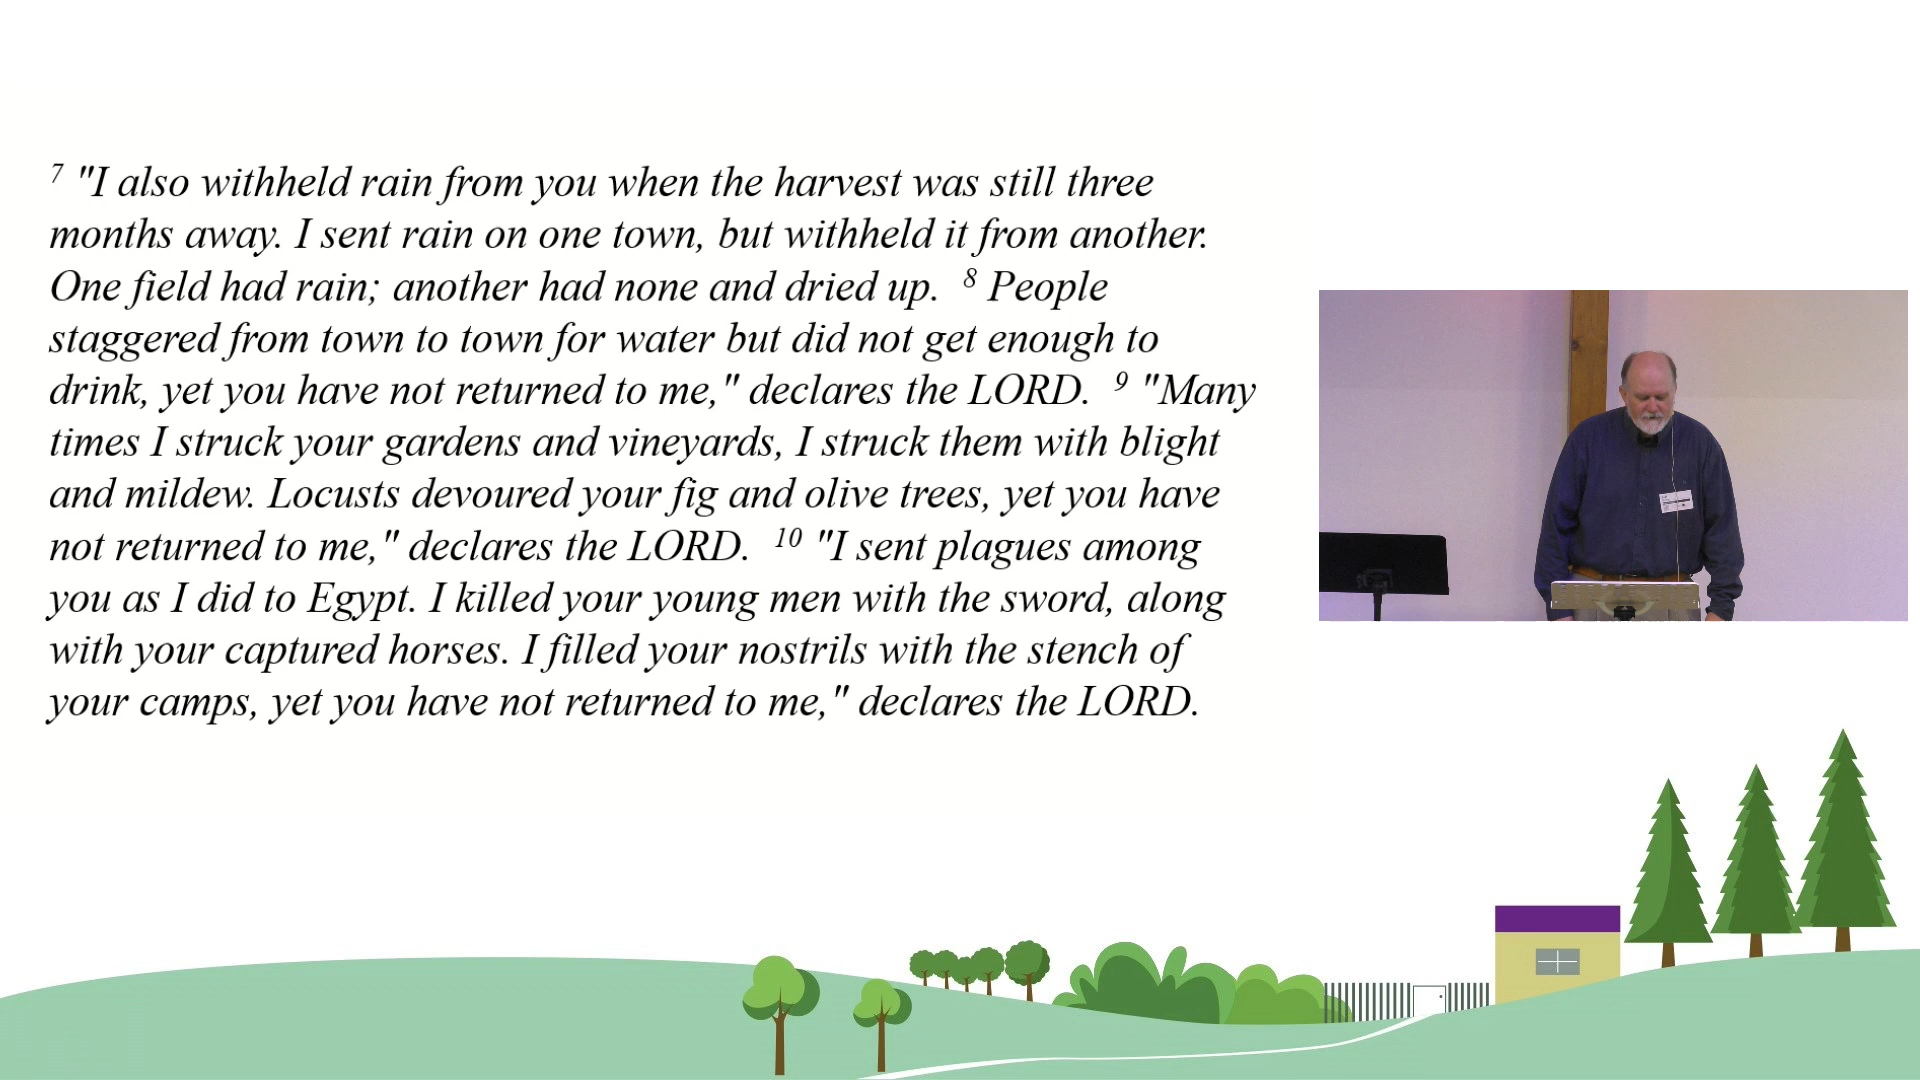 7 "I also withheld rain from you when the harvest was still three
months away. I sent rain on one town, but withheld it from another.
One field had rain; another had none and dried up. 8 People
staggered from town to town for water but did not get enough to
drink, yet you have not returned to me," declares the LORD. 9 "Many
times I struck your gardens and vineyards, I struck them with blight
and mildew. Locusts devoured your fig and olive trees, yet you have
not returned to me," declares the LORD. 10 "I sent plagues among
you as I did to Egypt. I killed your young men with the sword, along
with your captured horses. I filled your nostrils with the stench of
your camps, yet you have not returned to me," declares the LORD.